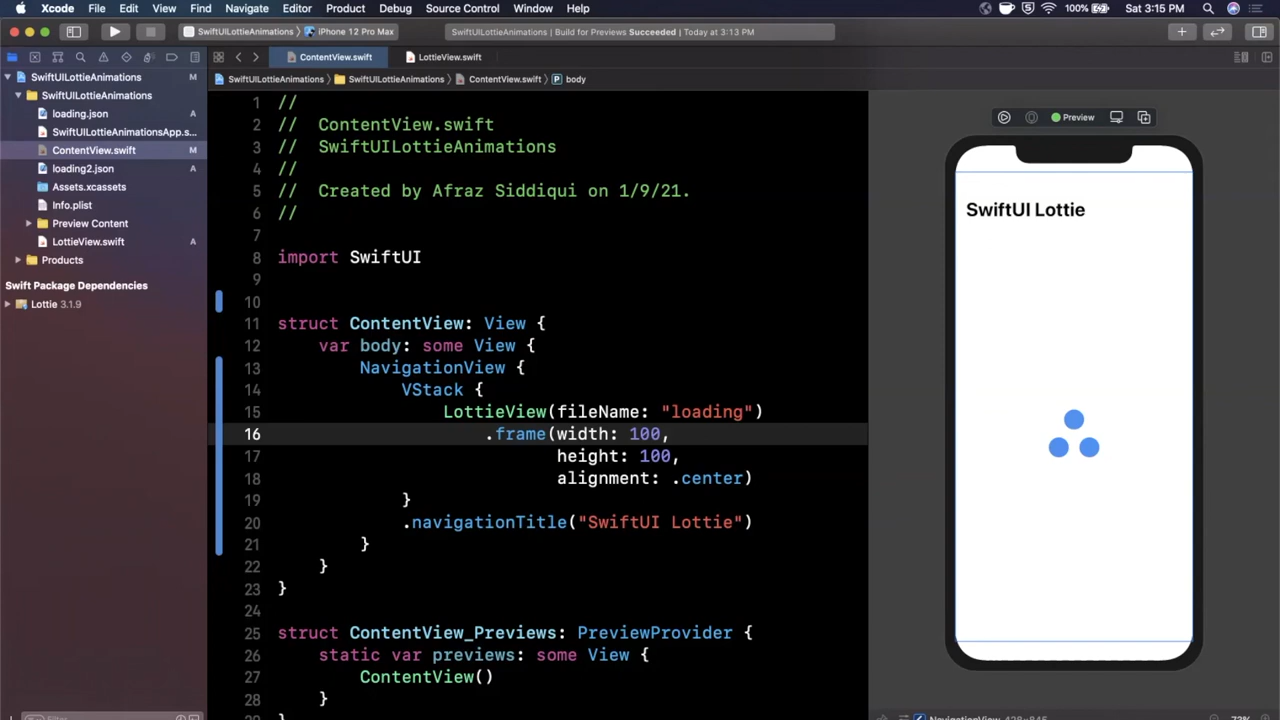 Xcode File Edit View Find Navigate Editor Product Debug Source Control Window Help 100% Sat 3:15 PM
SwiftUILottieAnimations 〉 iPhone 12 Pro Max
SwiftUILottieAnimations | Build for Previews Succeeded | Today at 3:13 PM
ContentView.swift LottieView.swift
SwiftUILottieAnimations 〉 SwiftUILottieAnimations 〉 ContentView.swift 〉 P body
SwiftUILottieAnimations M
SwiftUILottieAnimations
loading.json A
SwiftUILottieAnimationsApp.s...
ContentView.swift M
loading2.json A
Assets.xcassets
Info.plist
Preview Content
LottieView.swift A
Products
Swift Package Dependencies
Lottie 3.1.9
1 //
2 // ContentView.swift
3 // SwiftUILottieAnimations
4 //
5 // Created by Afraz Siddiqui on 1/9/21.
6 //
7
8 import SwiftUI
9
10
11 struct ContentView: View {
12 var body: some View {
13 NavigationView {
14 VStack {
15 LottieView(fileName: "loading")
16 .frame(width: 100,
17 height: 100,
18 alignment: .center)
19 }
20 .navigationTitle("SwiftUI Lottie")
21 }
22 }
23 }
24
25 struct ContentView_Previews: PreviewProvider {
26 static var previews: some View {
27 ContentView()
28 }
Preview
SwiftUI Lottie